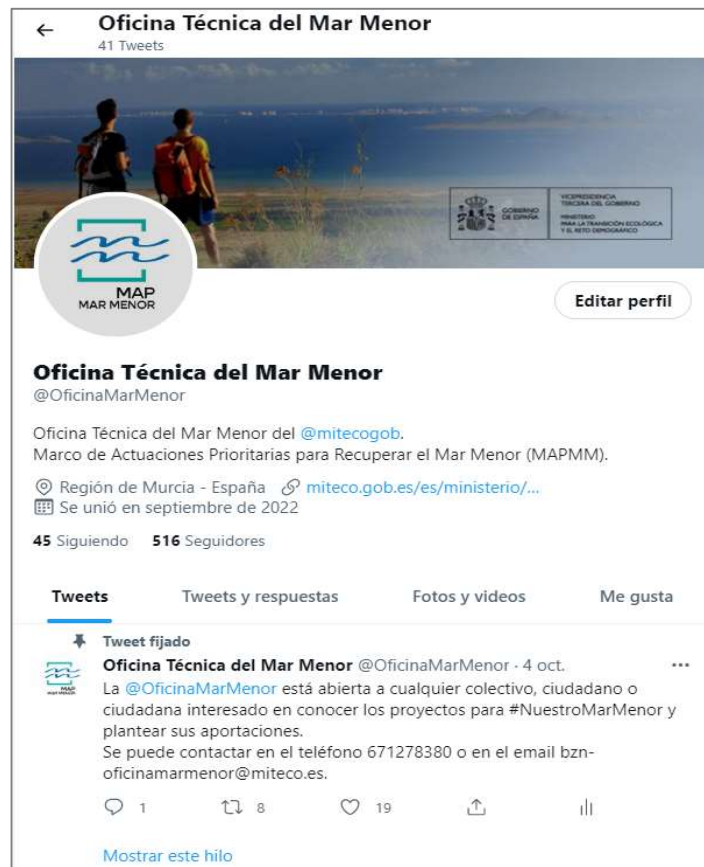 Oficina Técnica del Mar Menor
41 Tweets
GOBIERNO
DE ESPAÑA
VICEPRESIDENCIA
TERCERA DEL GOBIERNO
MINISTERIO
PARA LA TRANSICIÓN ECOLÓGICA
Y EL RETO DEMOGRÁFICO
MAP
MAR MENOR
Editar perfil
Oficina Técnica del Mar Menor
@OficinaMarMenor
Oficina Técnica del Mar Menor del @mitecogob.
Marco de Actuaciones Prioritarias para Recuperar el Mar Menor (MAPMM).
Región de Murcia - España miteco.gob.es/es/ministerio/...
Se unió en septiembre de 2022
45 Siguiendo 516 Seguidores
Tweets Tweets y respuestas Fotos y videos Me gusta
Tweet fijado
Oficina Técnica del Mar Menor @OficinaMarMenor · 4 oct.
La @OficinaMarMenor está abierta a cualquier colectivo, ciudadano o
ciudadana interesado en conocer los proyectos para #NuestroMarMenor y
plantear sus aportaciones.
Se puede contactar en el teléfono 671278380 o en el email bzn-
oficinamarmenor@miteco.es.
1 8 19
Mostrar este hilo
MAP